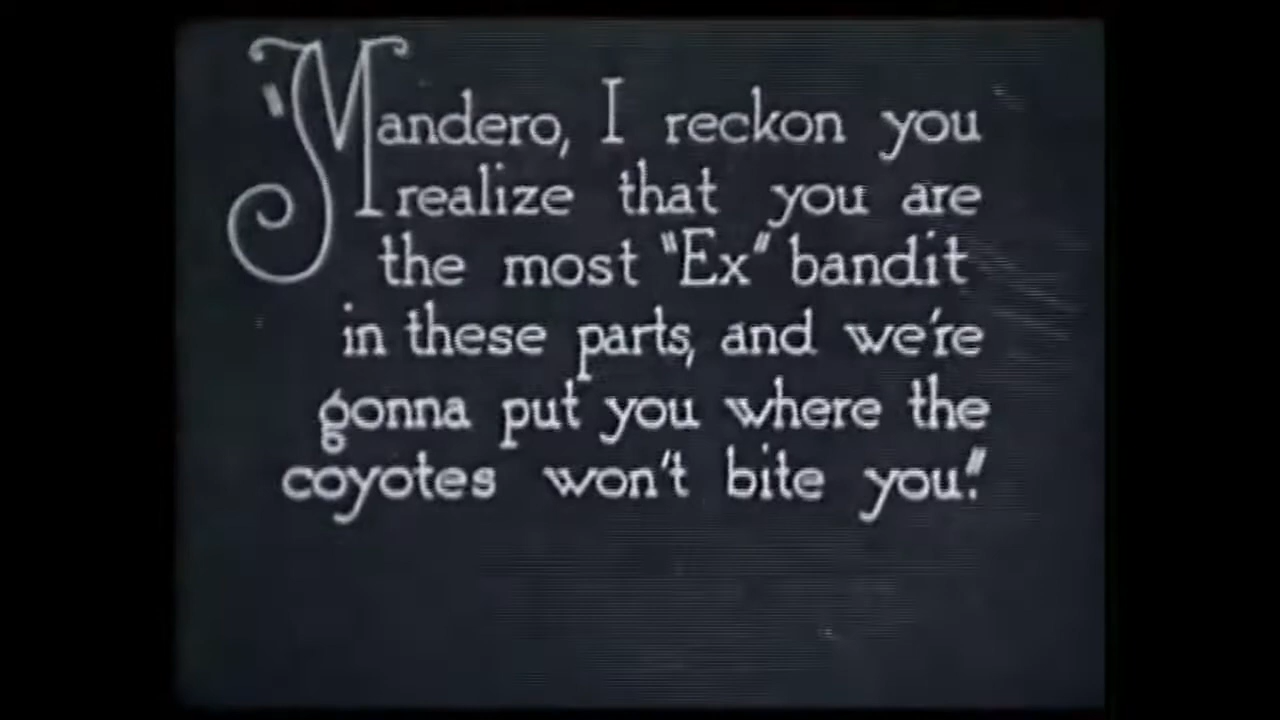 "Mandero, I reckon you
realize that you are
the most "Ex" bandit
in these parts, and we're
gonna put you where the
coyotes won't bite you."